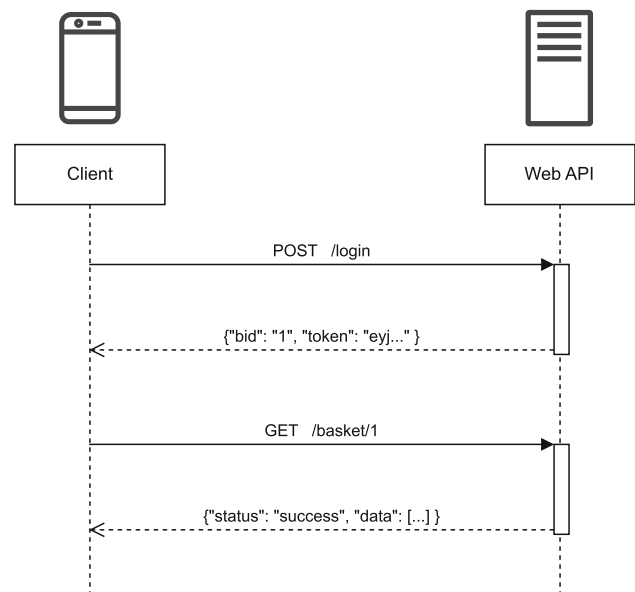 Client
Web API
POST /login
{"bid": "1", "token": "eyj..." }
GET /basket/1
{"status": "success", "data": [...] }